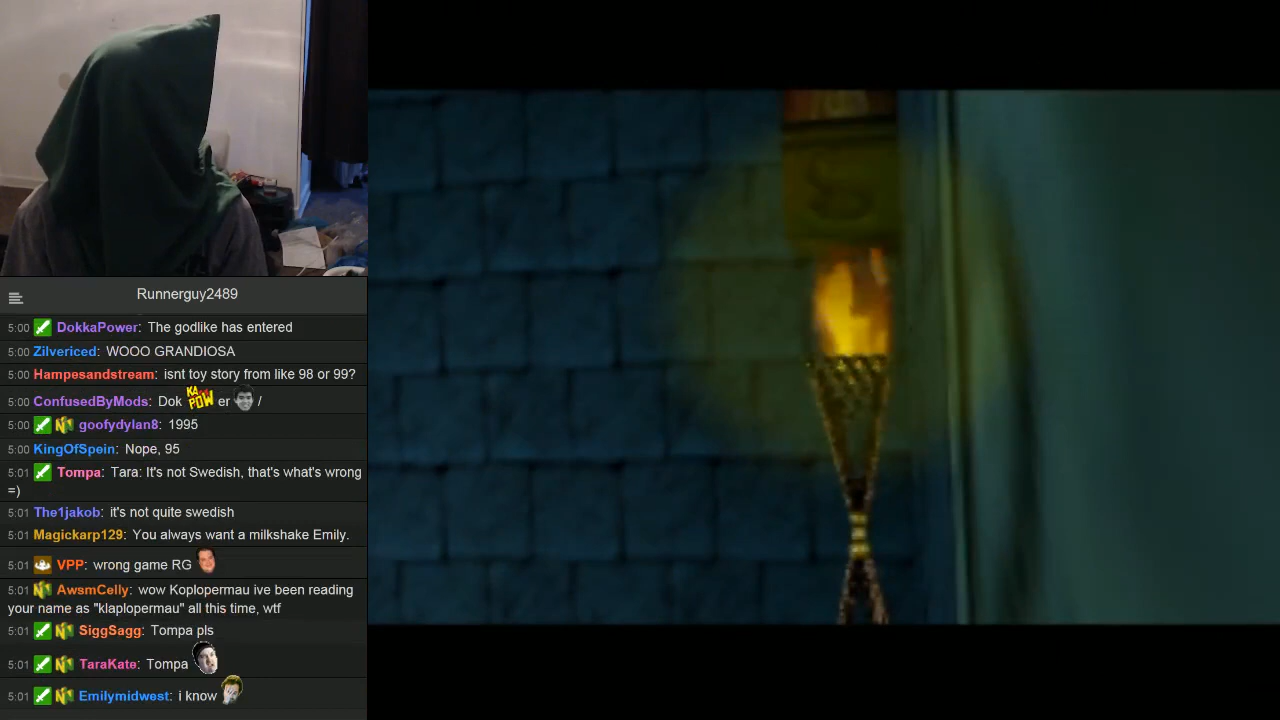 Runnerguy2489
5:00 DokkaPower: The godlike has entered
5:00 Zilvericed: WOOO GRANDIOSA
5:00 Hampesandstream: isnt toy story from like 98 or 99?
5:00 ConfusedByMods: Dok KAPOW er /
5:00 goofydylan8: 1995
5:00 KingOfSpein: Nope, 95
5:01 Tompa: Tara: It's not Swedish, that's what's wrong
=)
5:01 The1jakob: it's not quite swedish
5:01 Magickarp129: You always want a milkshake Emily.
5:01 VPP: wrong game RG
5:01 AwsmCelly: wow Koplopermau ive been reading
your name as "klaplopermau" all this time, wtf
5:01 SiggSagg: Tompa pls
5:01 TaraKate: Tompa
5:01 Emilymidwest: i know